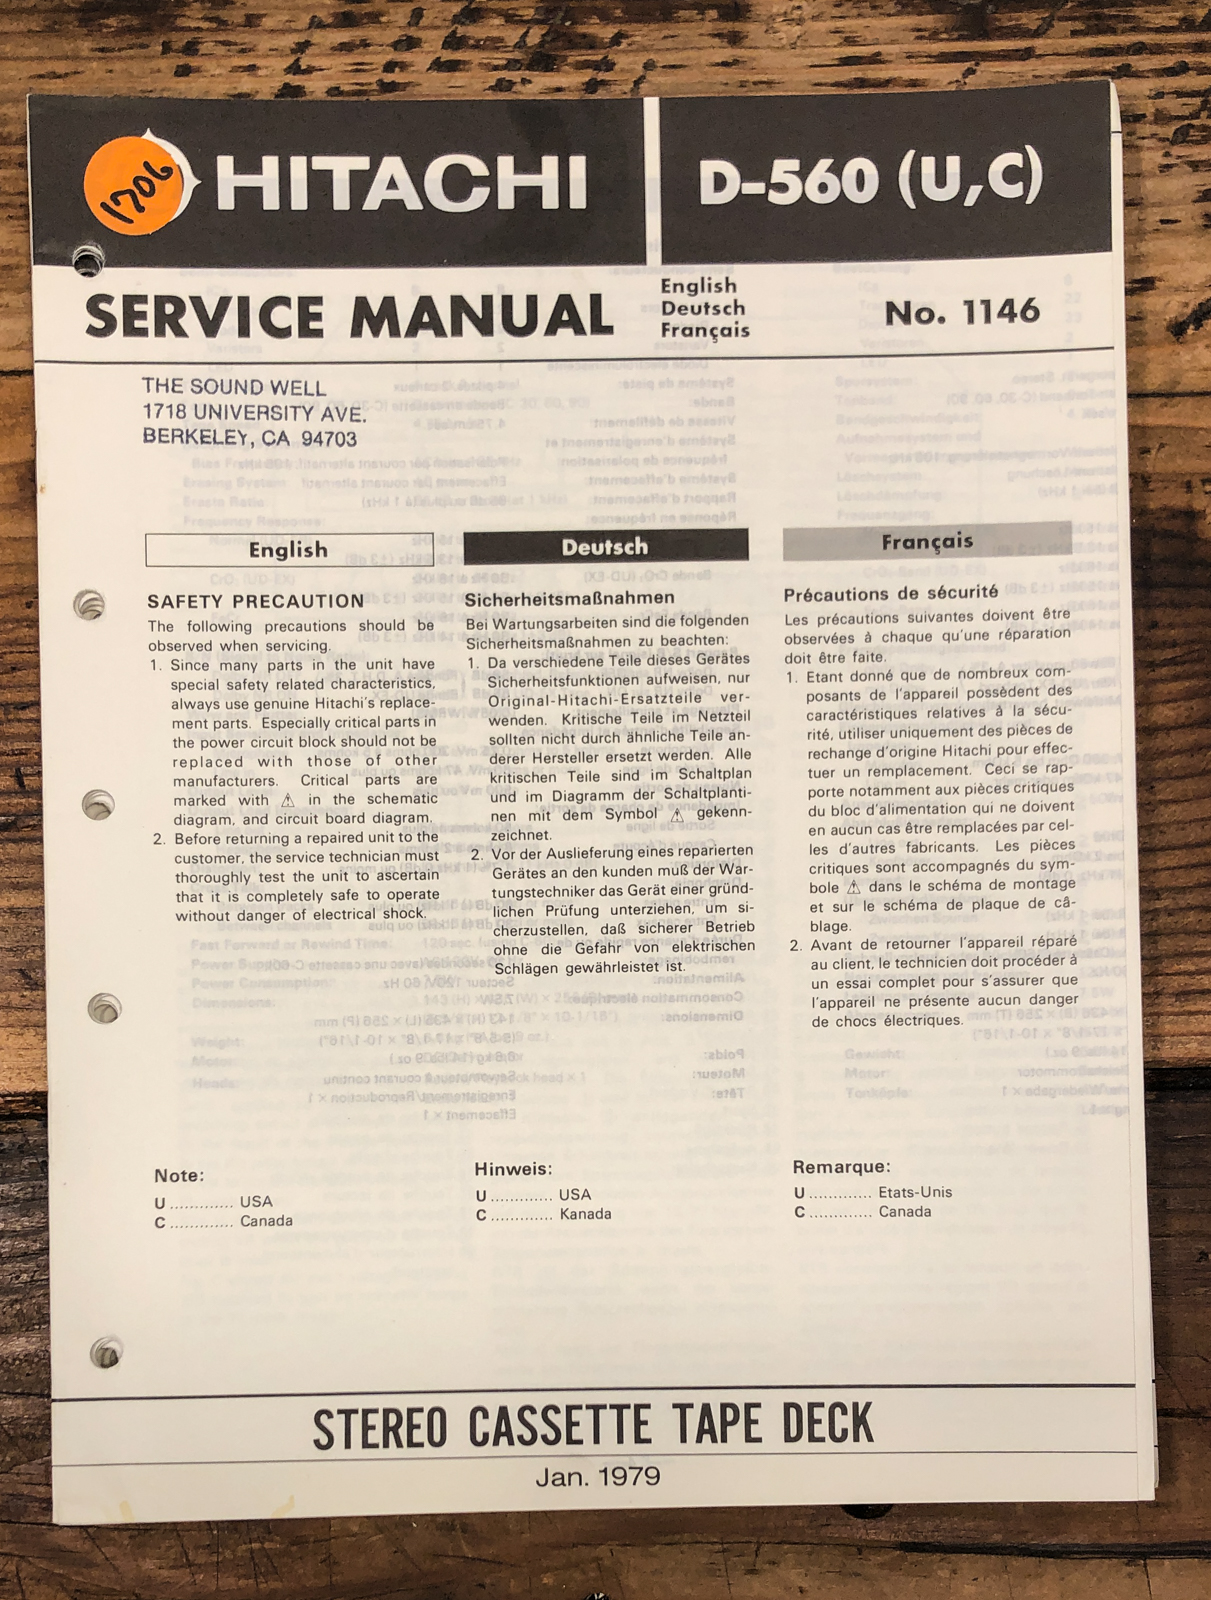 1706
HITACHI
D-560 (U,C)
SERVICE MANUAL
English
Deutsch
Français
No. 1146
THE SOUND WELL
1718 UNIVERSITY AVE.
BERKELEY, CA 94703
English
SAFETY PRECAUTION
The following precautions should be
observed when servicing.
1. Since many parts in the unit have
special safety related characteristics,
always use genuine Hitachi's replace-
ment parts. Especially critical parts in
the power circuit block should not be
replaced with those of other
manufacturers. Critical parts are
marked with ⚠ in the schematic
diagram, and circuit board diagram.
2. Before returning a repaired unit to the
customer, the service technician must
thoroughly test the unit to ascertain
that it is completely safe to operate
without danger of electrical shock.
Deutsch
Sicherheitsmaßnahmen
Bei Wartungsarbeiten sind die folgenden
Sicherheitsmaßnahmen zu beachten:
1. Da verschiedene Teile dieses Gerätes
Sicherheitsfunktionen aufweisen, nur
Original-Hitachi-Ersatzteile ver-
wenden. Kritische Teile im Netzteil
sollten nicht durch ähnliche Teile an-
derer Hersteller ersetzt werden. Alle
kritischen Teile sind im Schaltplan
und im Diagramm der Schaltplanti-
nen mit dem Symbol ⚠ gekenn-
zeichnet.
2. Vor der Auslieferung eines reparierten
Gerätes an den kunden muß der War-
tungstechniker das Gerät einer gründ-
lichen Prüfung unterziehen, um si-
cherzustellen, daß sicherer Betrieb
ohne die Gefahr von elektrischen
Schlägen gewährleistet ist.
Français
Précautions de sécurité
Les précautions suivantes doivent être
observées à chaque qu'une réparation
doit être faite.
1. Etant donné que de nombreux com-
posants de l'appareil possèdent des
caractéristiques relatives à la sécu-
rité, utiliser uniquement des pièces de
rechange d'origine Hitachi pour effec-
tuer un remplacement. Ceci se rap-
porte notamment aux pièces critiques
du bloc d'alimentation qui ne doivent
en aucun cas être remplacées par cel-
les d'autres fabricants. Les pièces
critiques sont accompagnés du sym-
bole ⚠ dans le schéma de montage
et sur le schéma de plaque de câ-
blage.
2. Avant de retourner l'appareil réparé
au client, le technicien doit procéder à
un essai complet pour s'assurer que
l'appareil ne présente aucun danger
de chocs électriques.
Note:
U ............. USA
C ............. Canada
Hinweis:
U ............. USA
C ............. Kanada
Remarque:
U ............. Etats-Unis
C ............. Canada
STEREO CASSETTE TAPE DECK
Jan. 1979